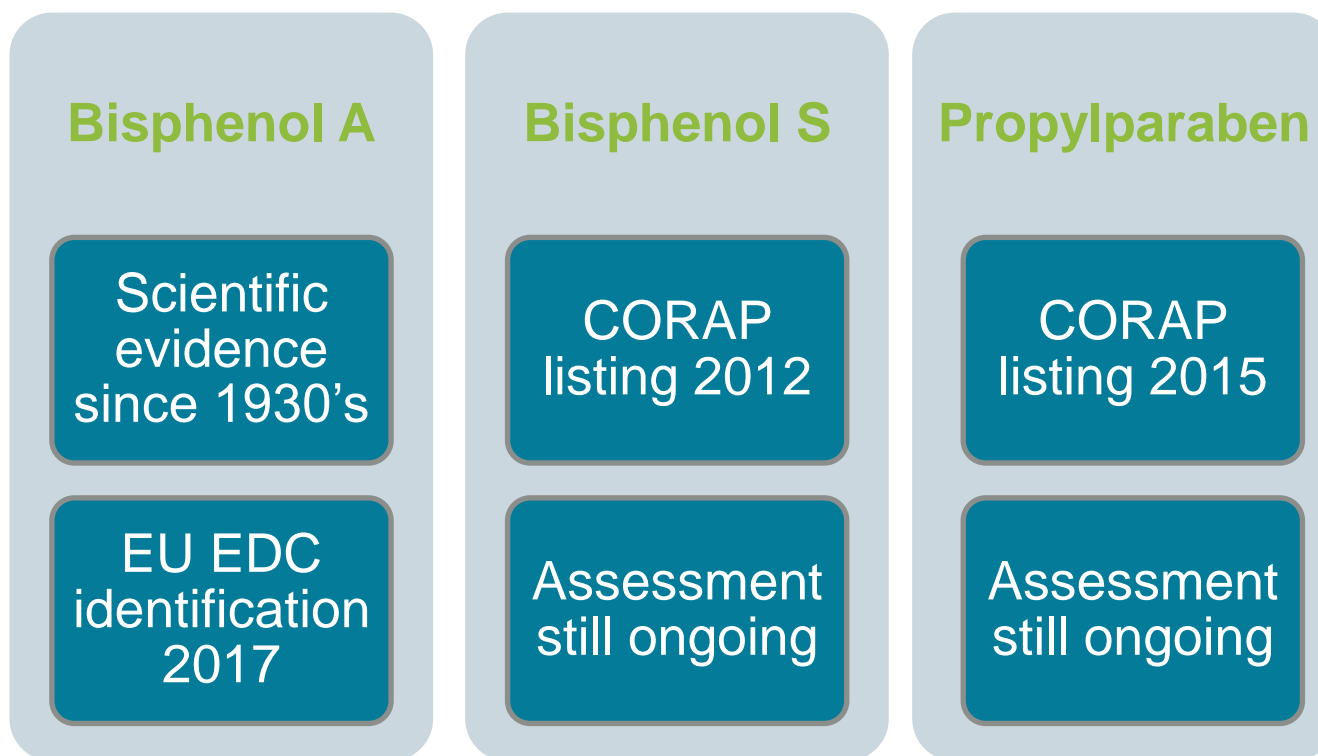 Bisphenol A
Scientific
evidence
since 1930’s
EU EDC
identification
2017
Bisphenol S
CORAP
listing 2012
Assessment
still ongoing
Propylparaben
CORAP
listing 2015
Assessment
still ongoing